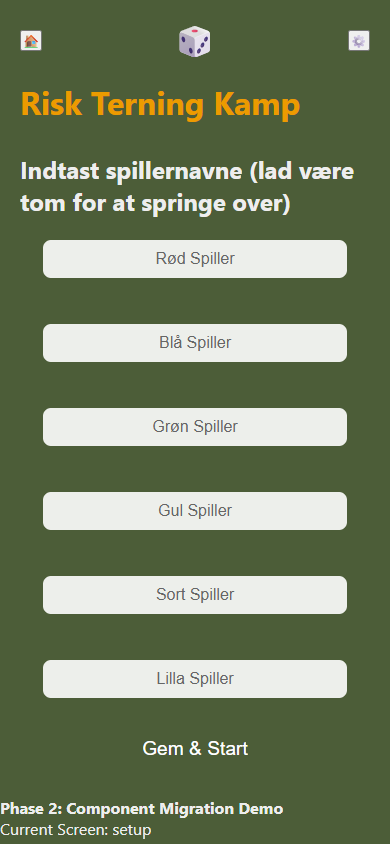 Risk Terning Kamp
Indtast spillernavne (lad være
tom for at springe over)
Rød Spiller
Blå Spiller
Grøn Spiller
Gul Spiller
Sort Spiller
Lilla Spiller
Gem & Start
Phase 2: Component Migration Demo
Current Screen: setup